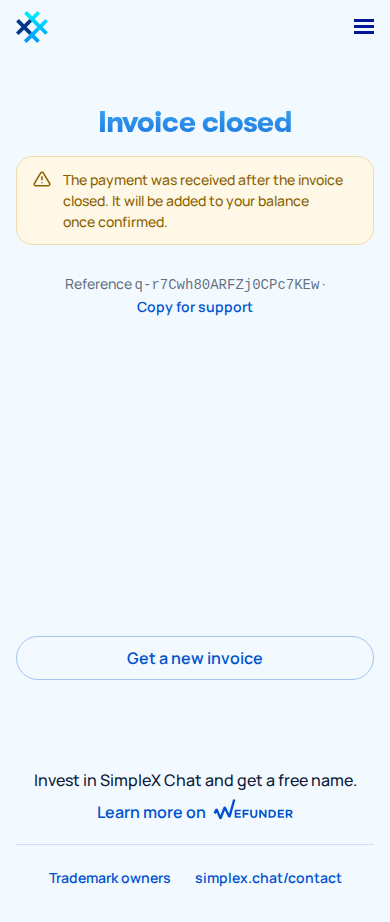 Invoice closed
The payment was received after the invoice
closed. It will be added to your balance
once confirmed.
Reference q-r7Cwh80ARFZj0CPc7KEw ·
Copy for support
Get a new invoice
Invest in SimpleX Chat and get a free name.
Learn more on WEFUNDER
Trademark owners simplex.chat/contact